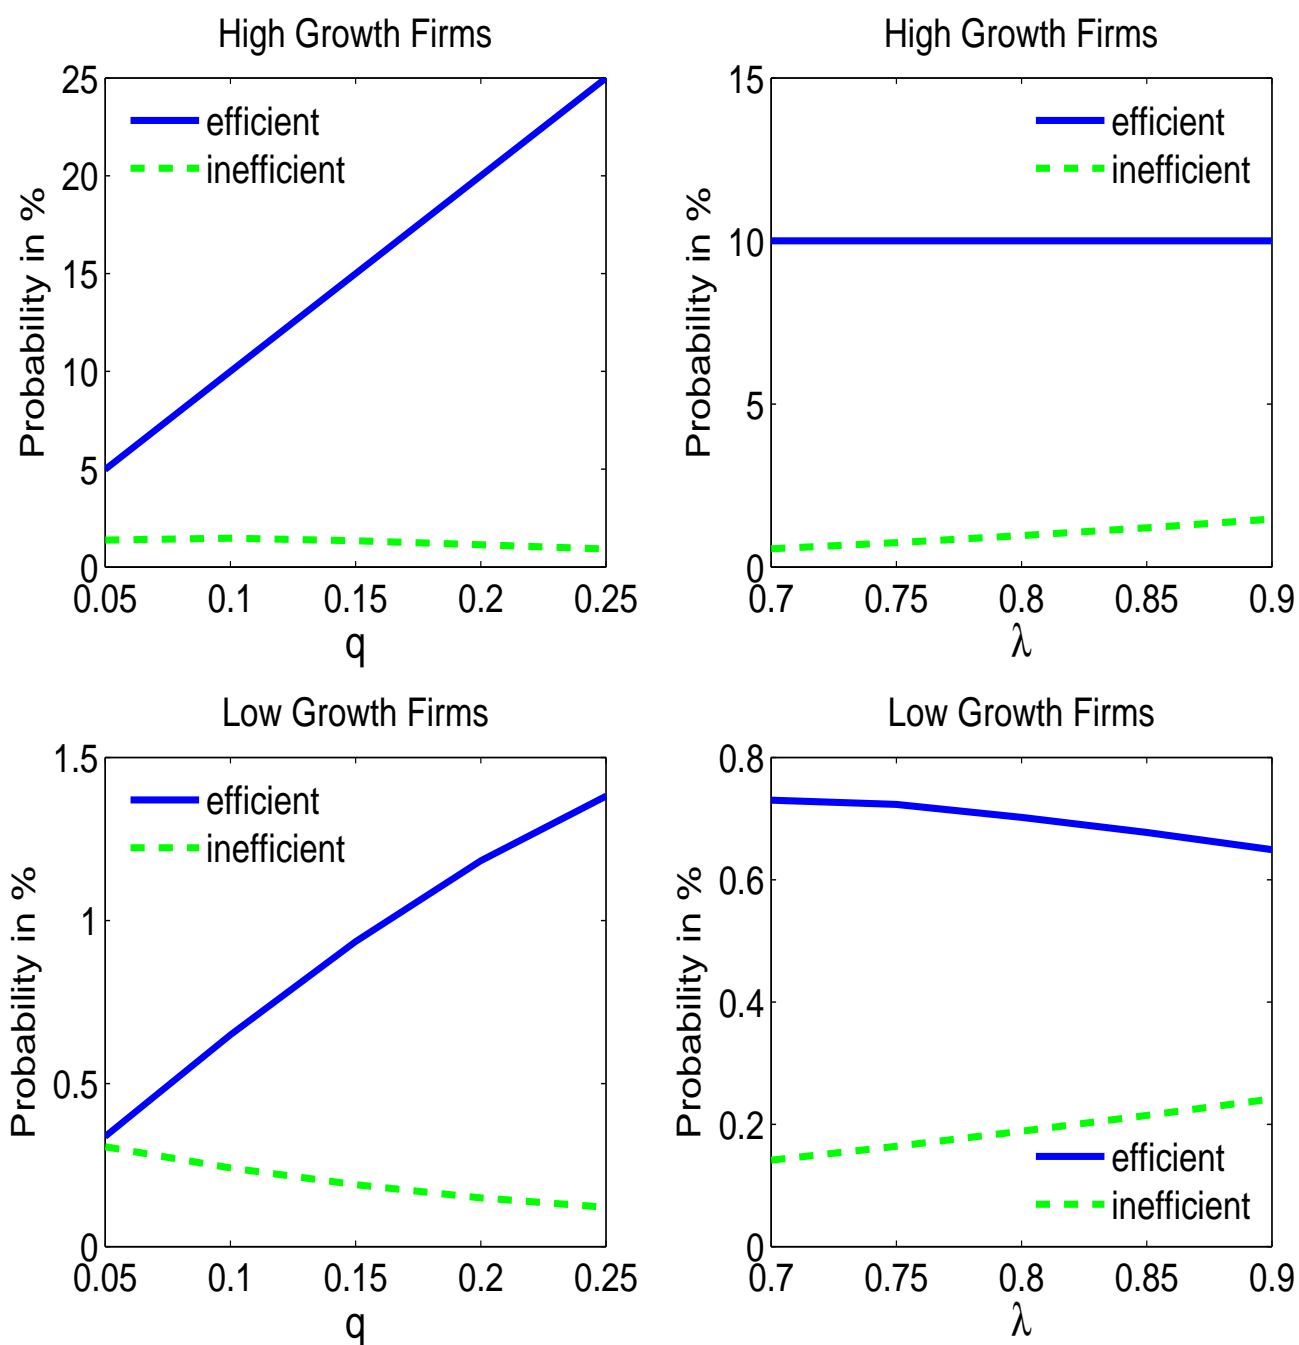 High Growth Firms
Probability in %
25
20
15
10
5
0
efficient
inefficient
0.05 0.1 0.15 0.2 0.25
q
High Growth Firms
Probability in %
15
10
5
0
efficient
inefficient
0.7 0.75 0.8 0.85 0.9
λ
Low Growth Firms
Probability in %
1.5
1
0.5
0
efficient
inefficient
0.05 0.1 0.15 0.2 0.25
q
Low Growth Firms
Probability in %
0.8
0.6
0.4
0.2
0
efficient
inefficient
0.7 0.75 0.8 0.85 0.9
λ